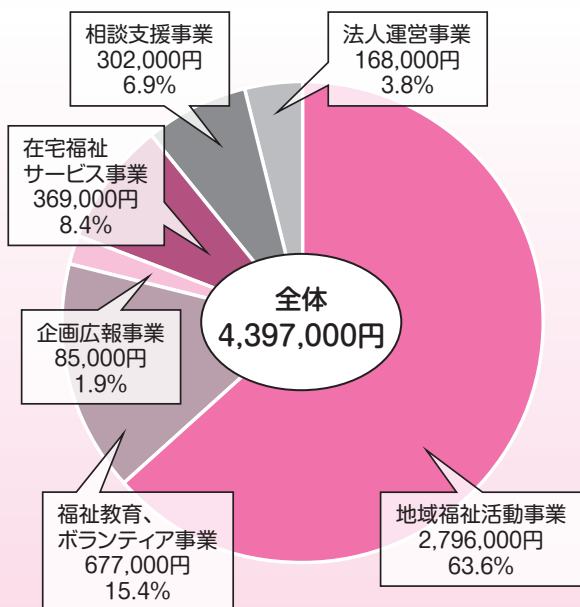 相談支援事業
302,000円
6.9%
法人運営事業
168,000円
3.8%
在宅福祉
サービス事業
369,000円
8.4%
全体
4,397,000円
企画広報事業
85,000円
1.9%
福祉教育、
ボランティア事業
677,000円
15.4%
地域福祉活動事業
2,796,000円
63.6%